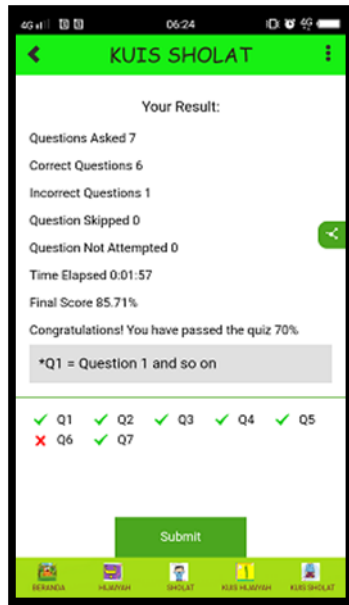 4G 06:24
KUIS SHOLAT
Your Result:
Questions Asked 7
Correct Questions 6
Incorrect Questions 1
Question Skipped 0
Question Not Attempted 0
Time Elapsed 0:01:57
Final Score 85.71%
Congratulations! You have passed the quiz 70%
*Q1 = Question 1 and so on
Q1 Q2 Q3 Q4 Q5
Q6 Q7
Submit
BERANDA HIJAIYAH SHOLAT KUIS HIJAIYAH KUIS SHOLAT